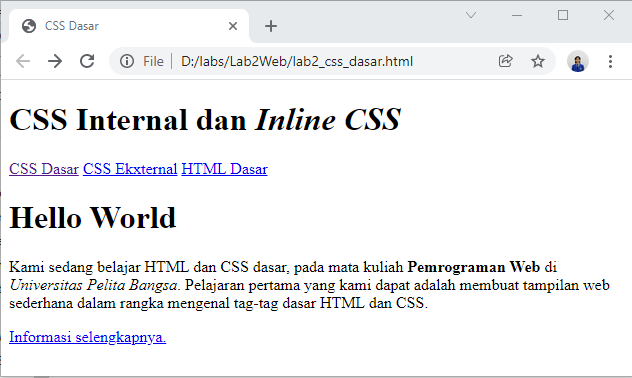 CSS Dasar
File | D:/labs/Lab2Web/lab2_css_dasar.html
CSS Internal dan Inline CSS
CSS Dasar CSS Ekxternal HTML Dasar
Hello World
Kami sedang belajar HTML dan CSS dasar, pada mata kuliah Pemrograman Web di
Universitas Pelita Bangsa. Pelajaran pertama yang kami dapat adalah membuat tampilan web
sederhana dalam rangka mengenal tag-tag dasar HTML dan CSS.
Informasi selengkapnya.